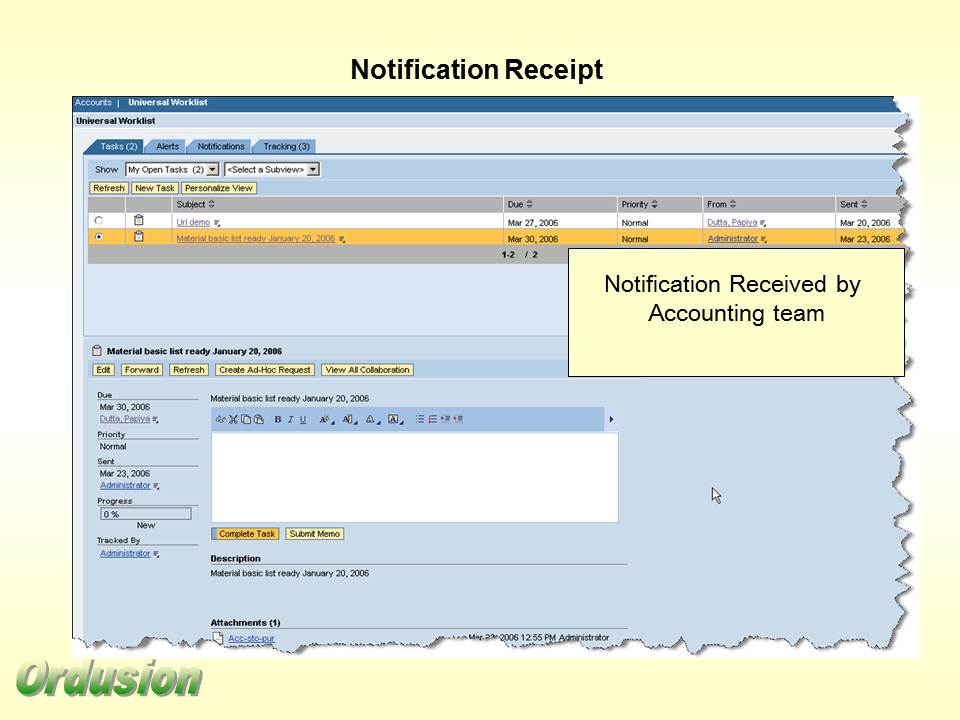 Notification Receipt
Accounts | Universal Worklist
Universal Worklist
Tasks (2) Alerts Notifications Tracking (3)
Show My Open Tasks (2) <Select a Subview>
Refresh New Task Personalize View
Subject Due Priority From Sent
Url demo Mar 27, 2006 Normal Dutta, Papiya Mar 20, 2006
Material basic list ready January 20, 2006 Mar 30, 2006 Normal Administrator Mar 23, 2006
1-2 / 2
Notification Received by
Accounting team
Material basic list ready January 20, 2006
Edit Forward Refresh Create Ad-Hoc Request View All Collaboration
Due
Mar 30, 2006
Dutta, Papiya
Priority
Normal
Sent
Mar 23, 2006
Administrator
Progress
0 %
New
Tracked By
Administrator
Material basic list ready January 20, 2006
B I U
Complete Task Submit Memo
Description
Material basic list ready January 20, 2006
Attachments (1)
Acc-sto-pur Mar 23, 2006 12:55 PM Administrator
Ordusion